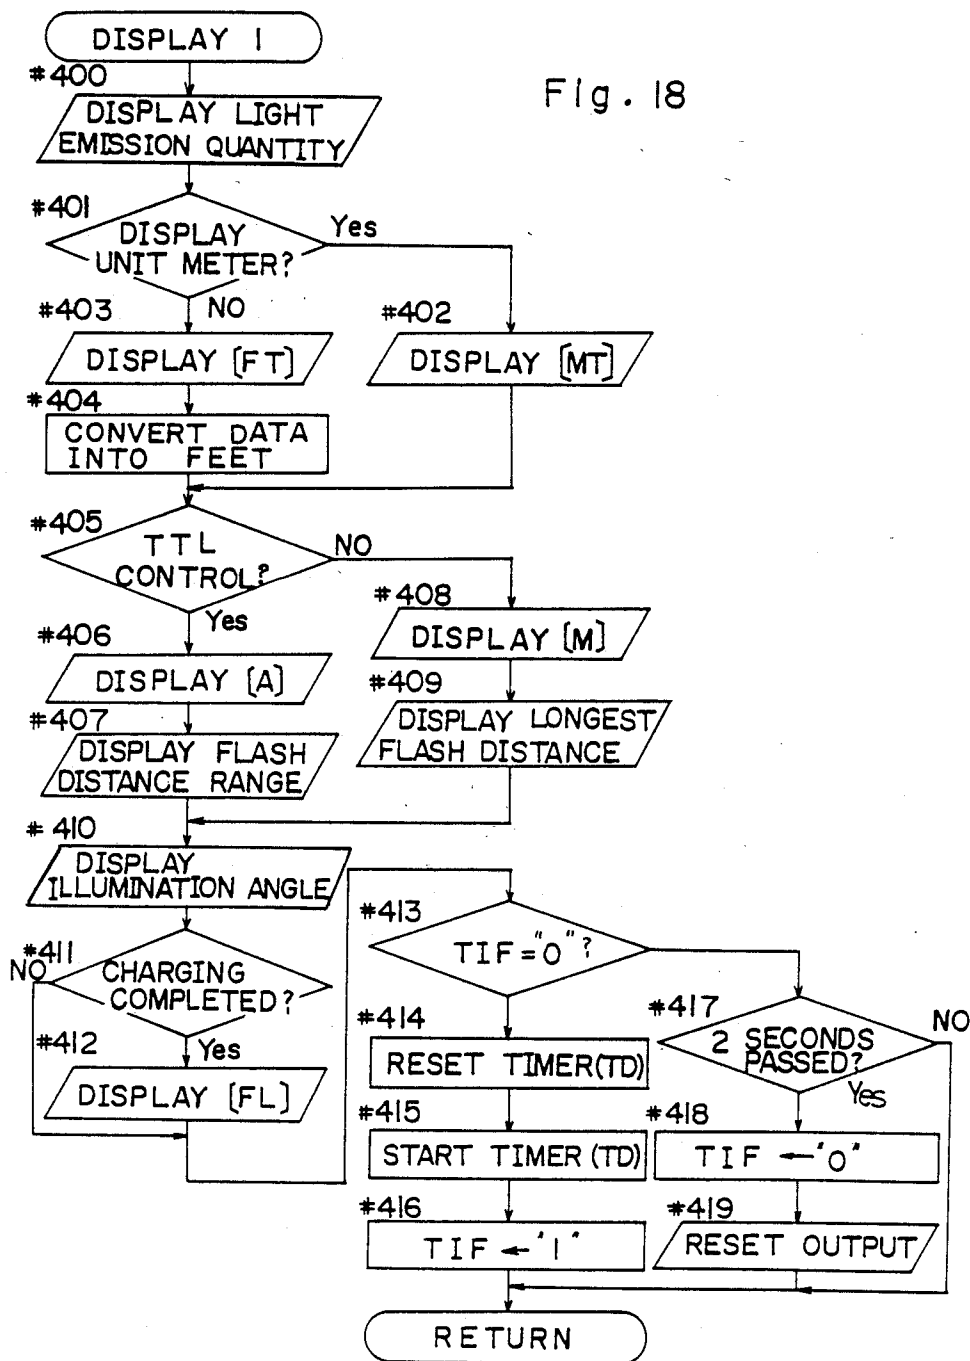 DISPLAY 1
Fig. 18
#400
DISPLAY LIGHT
EMISSION QUANTITY
#401
DISPLAY
UNIT METER?
Yes
NO
#403
DISPLAY [FT]
#402
DISPLAY [MT]
#404
CONVERT DATA
INTO FEET
#405
TTL
CONTROL?
NO
Yes
#406
DISPLAY [A]
#408
DISPLAY [M]
#407
DISPLAY FLASH
DISTANCE RANGE
#409
DISPLAY LONGEST
FLASH DISTANCE
#410
DISPLAY
ILLUMINATION ANGLE
#411
NO
CHARGING
COMPLETED?
Yes
#412
DISPLAY [FL]
#413
TIF="0"?
#414
RESET TIMER(TD)
#415
START TIMER(TD)
#416
TIF ← "1"
#417
2 SECONDS
PASSED?
NO
Yes
#418
TIF ← "0"
#419
RESET OUTPUT
RETURN